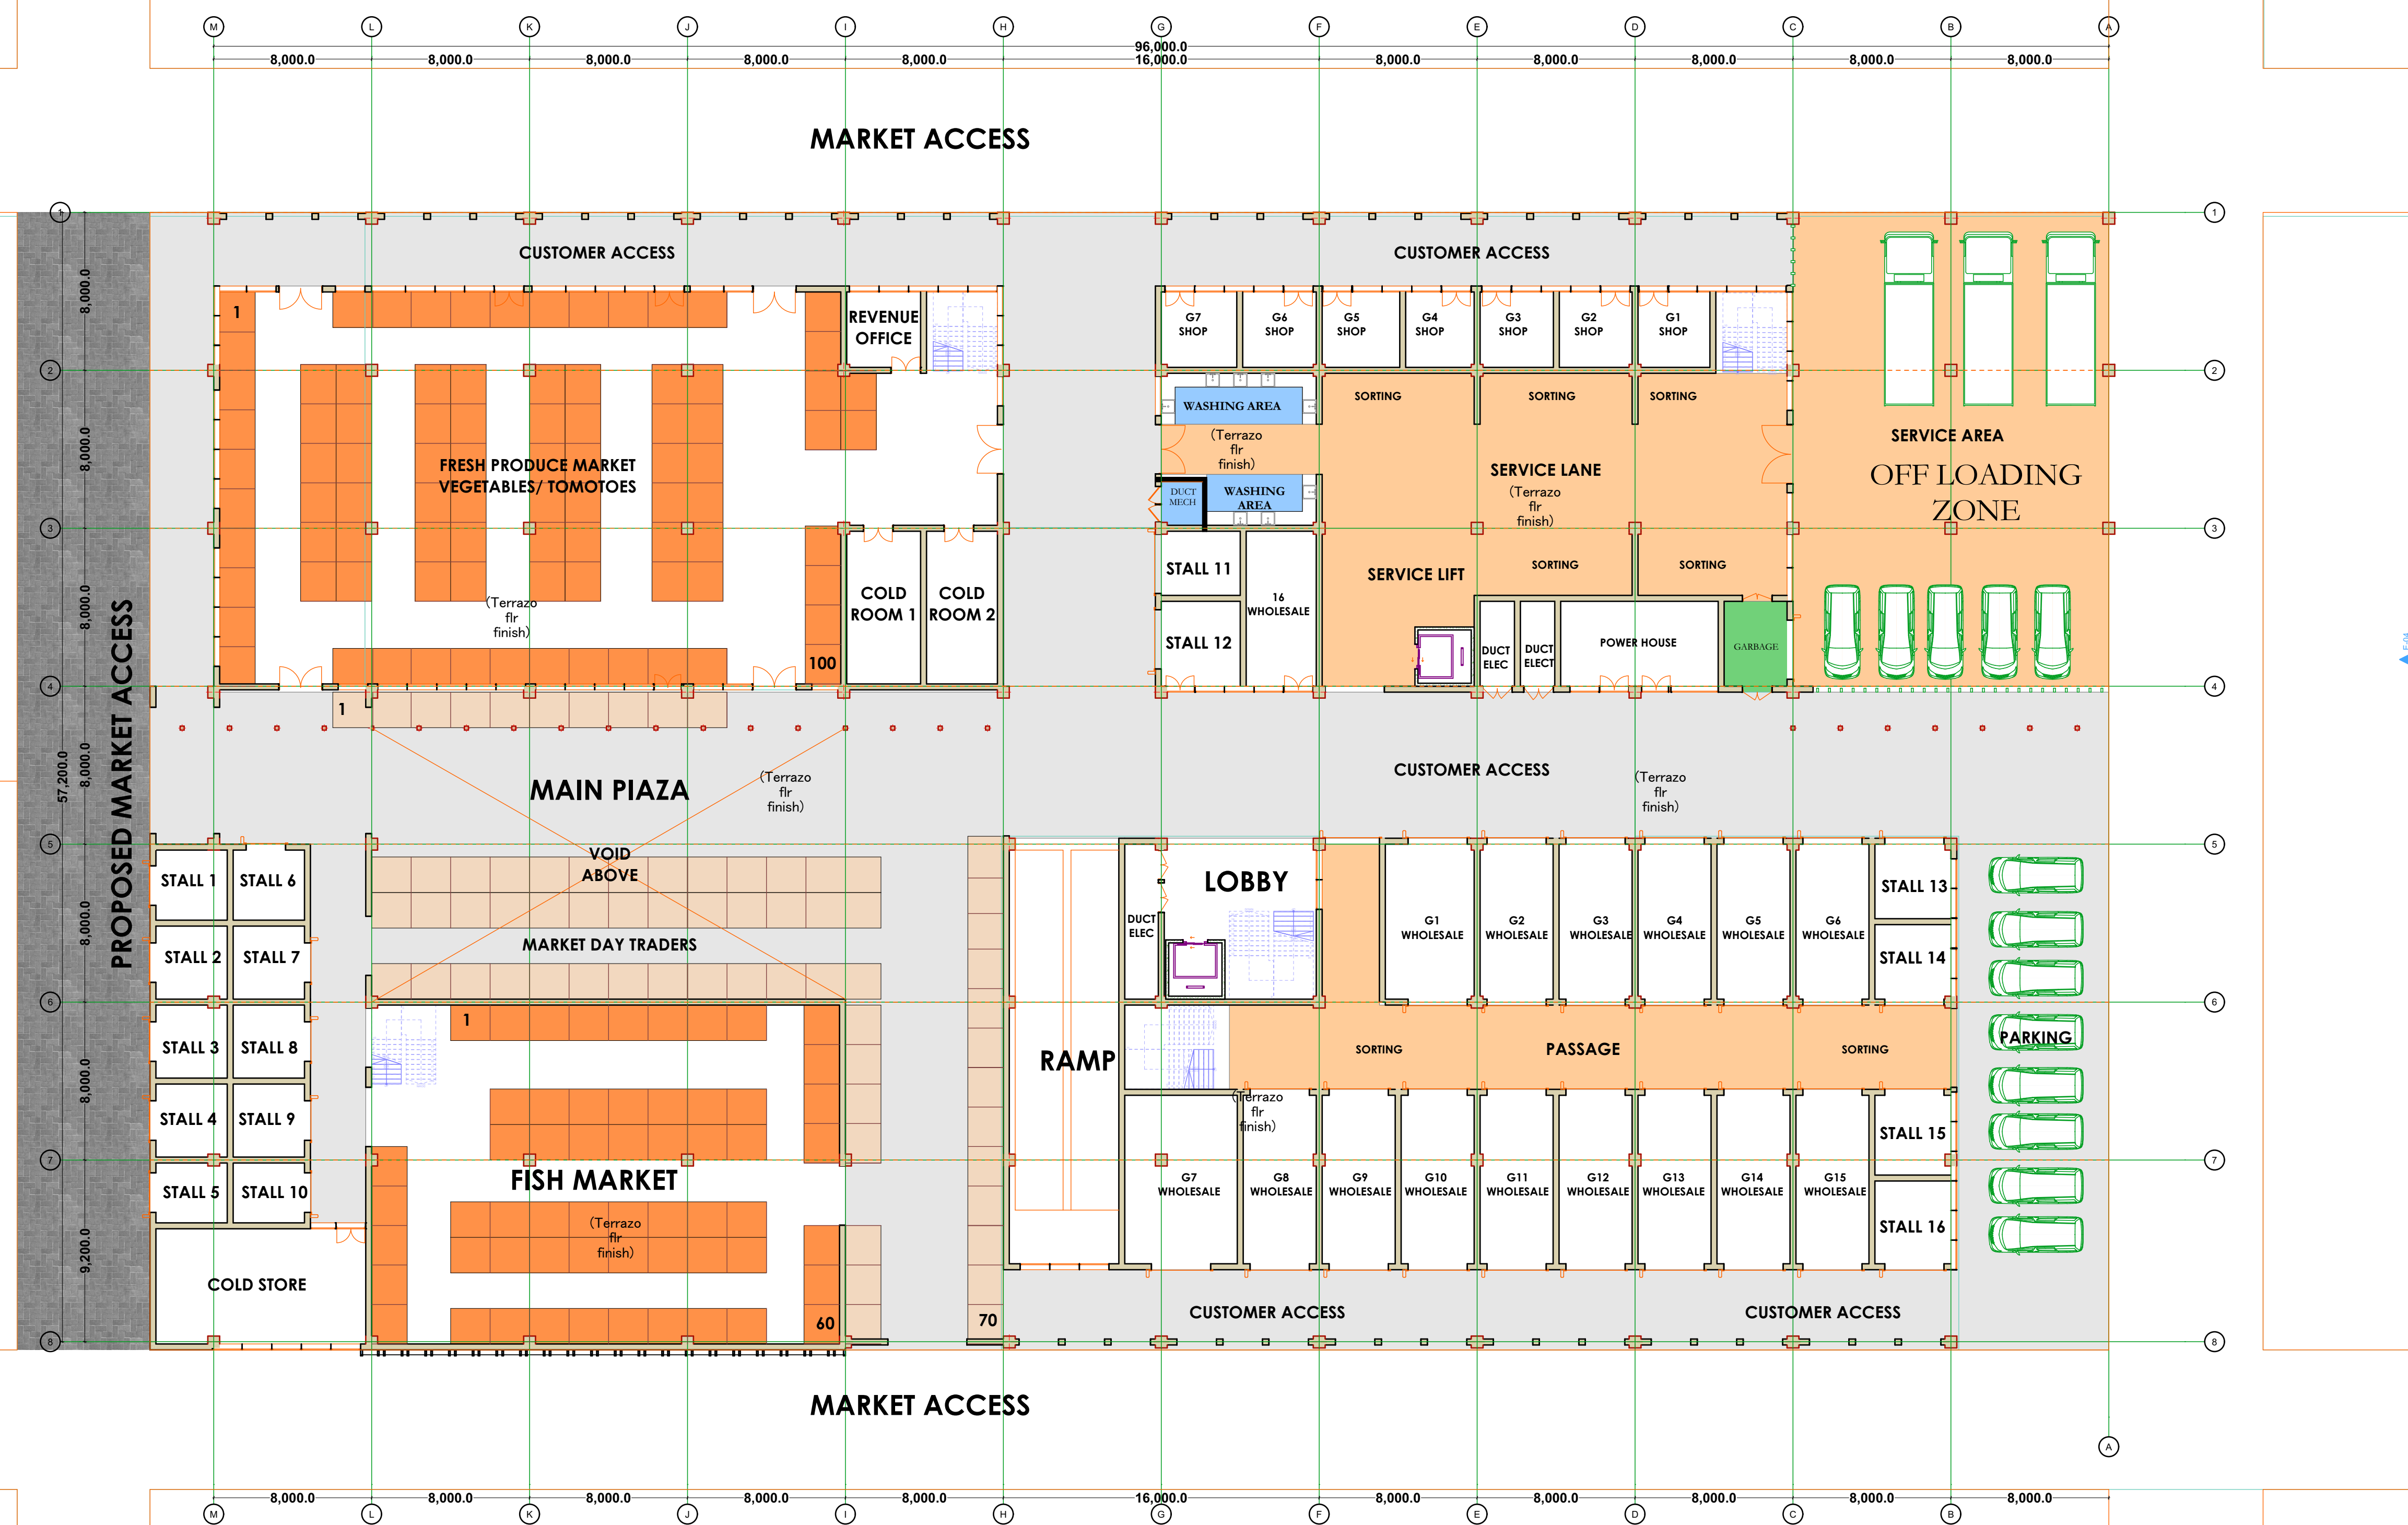 M L K J I H G F E D C B A
96,000.0
8,000.0 8,000.0 8,000.0 8,000.0 8,000.0 16,000.0 8,000.0 8,000.0 8,000.0 8,000.0 8,000.0
MARKET ACCESS
1 1
CUSTOMER ACCESS CUSTOMER ACCESS
8,000.0
1
REVENUE
OFFICE
G7
SHOP
G6
SHOP
G5
SHOP
G4
SHOP
G3
SHOP
G2
SHOP
G1
SHOP
2 2
WASHING AREA
SORTING SORTING SORTING
SERVICE AREA
OFF LOADING
ZONE
8,000.0
FRESH PRODUCE MARKET
VEGETABLES/ TOMOTOES
(Terrazo
flr
finish)
SERVICE LANE
(Terrazo
flr
finish)
DUCT
MECH
WASHING
AREA
3 3
STALL 11
SERVICE LIFT
SORTING SORTING
8,000.0
(Terrazo
flr
finish)
COLD
ROOM 1
COLD
ROOM 2
16
WHOLESALE
STALL 12
100
DUCT
ELEC
DUCT
ELECT
POWER HOUSE
GARBAGE
E-04
4 4
1
PROPOSED MARKET ACCESS
57,200.0
8,000.0
MAIN PIAZA
(Terrazo
flr
finish)
CUSTOMER ACCESS
(Terrazo
flr
finish)
5 5
VOID
ABOVE
STALL 1 STALL 6
LOBBY
STALL 13
8,000.0
MARKET DAY TRADERS
DUCT
ELEC
G1
WHOLESALE
G2
WHOLESALE
G3
WHOLESALE
G4
WHOLESALE
G5
WHOLESALE
G6
WHOLESALE
STALL 2 STALL 7
STALL 14
6 6
1
STALL 3 STALL 8
RAMP
SORTING PASSAGE SORTING
PARKING
8,000.0
STALL 4 STALL 9
(Terrazo
flr
finish)
STALL 15
7 7
FISH MARKET
STALL 5 STALL 10
G7
WHOLESALE
G8
WHOLESALE
G9
WHOLESALE
G10
WHOLESALE
G11
WHOLESALE
G12
WHOLESALE
G13
WHOLESALE
G14
WHOLESALE
G15
WHOLESALE
STALL 16
(Terrazo
flr
finish)
9,200.0
COLD STORE
60
70
CUSTOMER ACCESS CUSTOMER ACCESS
8 8
MARKET ACCESS
A
8,000.0 8,000.0 8,000.0 8,000.0 8,000.0 16,000.0 8,000.0 8,000.0 8,000.0 8,000.0 8,000.0
M L K J I H G F E D C B